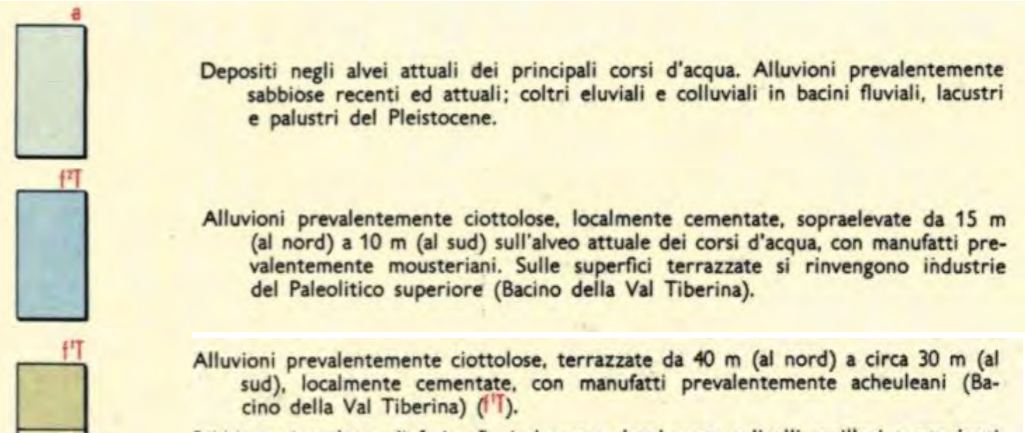 a
Depositi negli alvei attuali dei principali corsi d'acqua. Alluvioni prevalentemente
sabbiose recenti ed attuali; coltri eluviali e colluviali in bacini fluviali, lacustri
e palustri del Pleistocene.
f²T
Alluvioni prevalentemente ciottolose, localmente cementate, sopraelevate da 15 m
(al nord) a 10 m (al sud) sull'alveo attuale dei corsi d'acqua, con manufatti pre-
valentemente mousteriani. Sulle superfici terrazzate si rinvengono industrie
del Paleolitico superiore (Bacino della Val Tiberina).
f¹T
Alluvioni prevalentemente ciottolose, terrazzate da 40 m (al nord) a circa 30 m (al
sud), localmente cementate, con manufatti prevalentemente acheuleani (Ba-
cino della Val Tiberina) (f¹T).